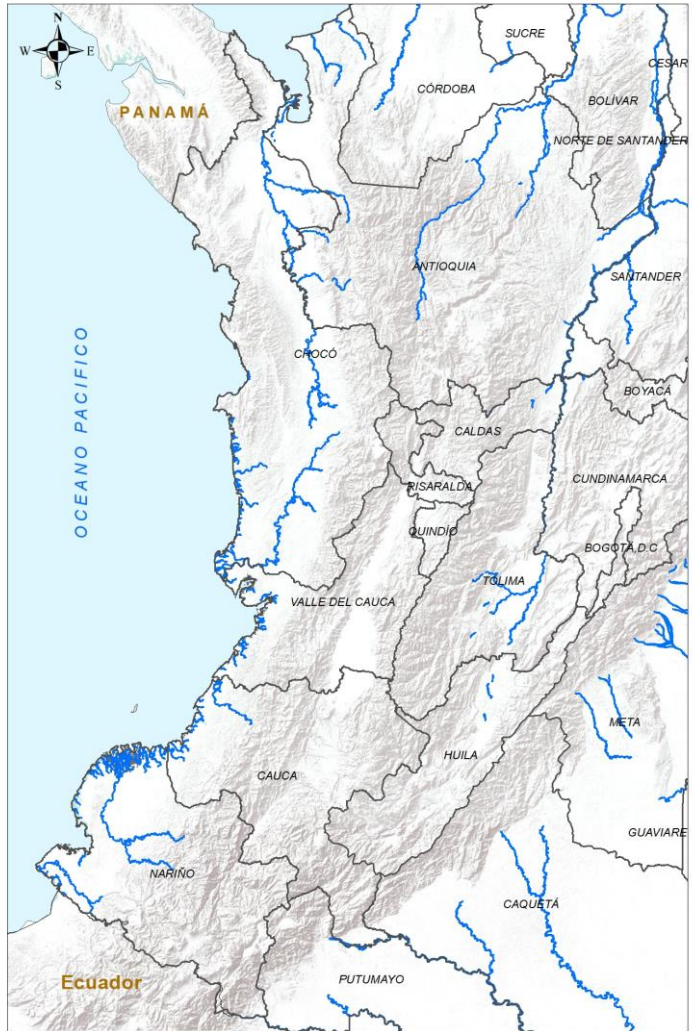 N
W E
S
PANAMÁ
SUCRE
CÓRDOBA
CESAR
BOLÍVAR
NORTE DE SANTANDER
ANTIOQUIA
SANTANDER
OCEANO PACIFICO
CHOCÓ
BOYACÁ
CALDAS
CUNDINAMARCA
RISARALDA
QUINDÍO
BOGOTÁ, D.C
TOLIMA
VALLE DEL CAUCA
META
HUILA
CAUCA
GUAVIARE
NARIÑO
CAQUETÁ
Ecuador
PUTUMAYO